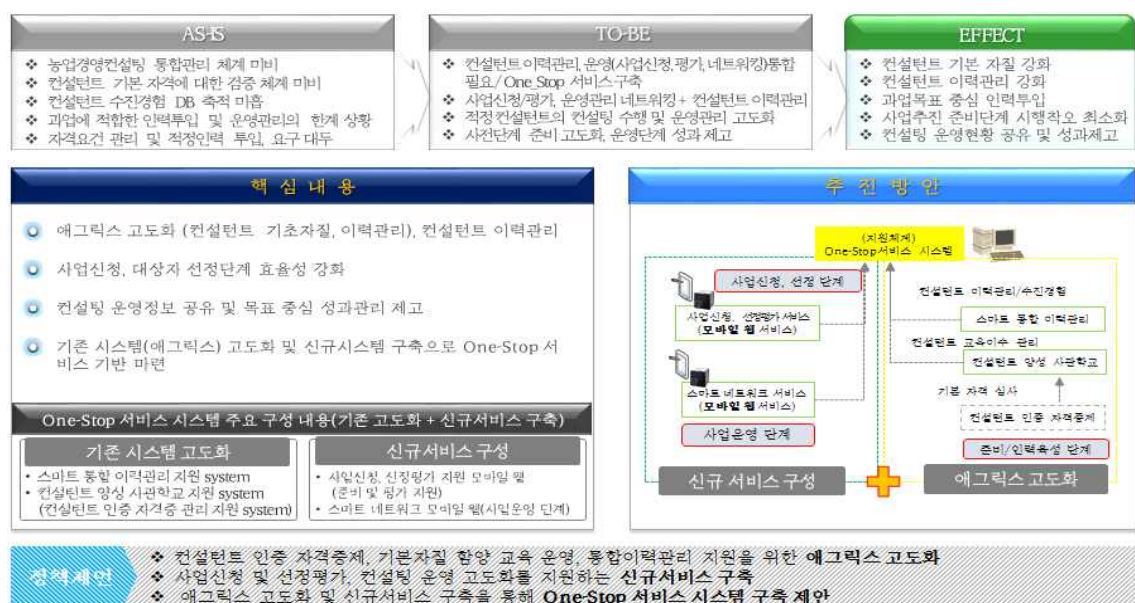 AS-IS
❖ 농업경영컨설팅 통합관리 체계 미비
❖ 컨설턴트 기본 자격에 대한 검증 체계 미비
❖ 컨설턴트 수진경험 DB 축적 미흡
❖ 과업에 적합한 인력투입 및 운영관리의 한계 상황
❖ 자격요건 관리 및 적정인력 투입, 요구 대두
TO-BE
❖ 컨설턴트 이력관리, 운영(사업신청, 평가, 네트워킹)통합
필요/ One Stop 서비스 구축
❖ 사업신청/평가, 운영관리 네트워킹 + 컨설턴트 이력관리
❖ 적정 컨설턴트의 컨설팅 수행 및 운영관리 고도화
❖ 사전단계 준비 고도화, 운영단계 성과 제고
EFFECT
❖ 컨설턴트 기본 자질 강화
❖ 컨설턴트 이력관리 강화
❖ 과업목표 중심 인력투입
❖ 사업추진 준비단계 시행착오 최소화
❖ 컨설팅 운영현황 공유 및 성과제고
핵심내용
애그릭스 고도화 (컨설턴트 기초자질, 이력관리), 컨설턴트 이력관리
사업신청, 대상자 선정단계 효율성 강화
컨설팅 운영정보 공유 및 목표 중심 성과관리 제고
기존 시스템(애그릭스) 고도화 및 신규시스템 구축으로 One-Stop 서
비스 기반 마련
One-Stop 서비스 시스템 주요 구성 내용(기존 고도화 + 신규서비스 구축)
기존 시스템 고도화
• 스마트 통합 이력관리 지원 system
• 컨설턴트 양성 사관학교 지원 system
(컨설턴트 인증 자격증 관리 지원 system)
신규서비스 구성
• 사업신청, 선정평가 지원 모바일 웹
(준비 및 평가 지원)
• 스마트 네트워크 모바일 웹(사업운영 단계)
추진방안
(지원체계)
One-Stop서비스 시스템
사업신청, 선정 단계
사업신청, 선정평가 서비스
(모바일 웹 서비스)
스마트 네트워크 서비스
(모바일 웹 서비스)
사업운영 단계
신규 서비스 구성
컨설턴트 이력관리/수진경험
스마트 통합 이력관리
컨설턴트 교육이수 관리
컨설턴트 양성 사관학교
기본 자격 심사
컨설턴트 인증 자격증제
준비/인력육성 단계
애그릭스 고도화
정책제언
❖ 컨설턴트 인증 자격증제, 기본자질 함양 교육 운영, 통합이력관리 지원을 위한 애그릭스 고도화
❖ 사업신청 및 선정평가, 컨설팅 운영 고도화를 지원하는 신규서비스 구축
❖ 애그릭스 고도화 및 신규서비스 구축을 통해 One-Stop 서비스 시스템 구축 제안